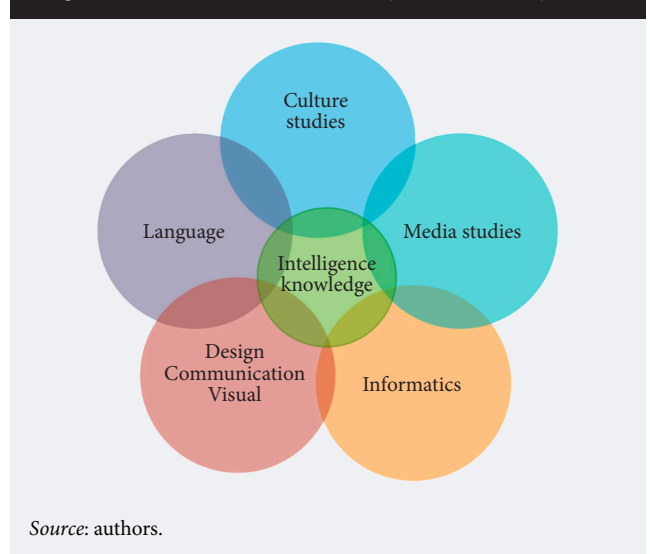 Culture
studies
Language
Media studies
Intelligence
knowledge
Design
Communication
Visual
Informatics
Source: authors.